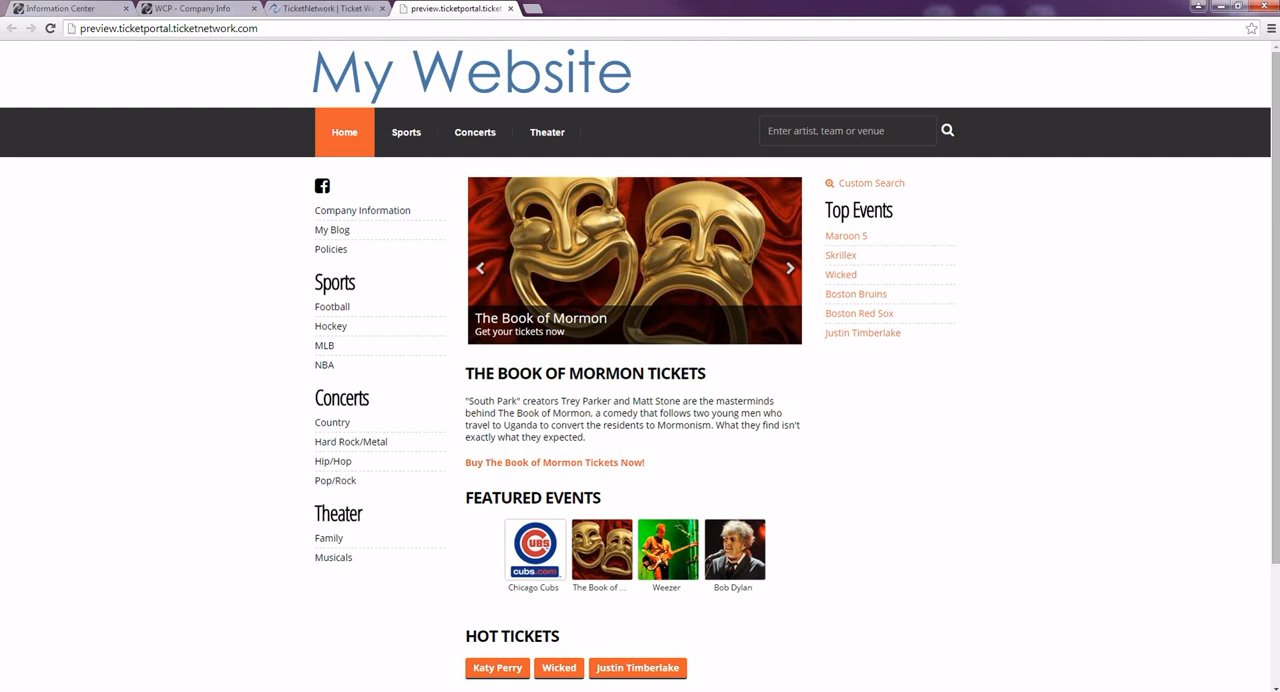 Information Center
WCP - Company Info
TicketNetwork | Ticket W
preview.ticketportal.ticket
preview.ticketportal.ticketnetwork.com
My Website
Home
Sports
Concerts
Theater
Enter artist, team or venue
Company Information
My Blog
Policies
Sports
Football
Hockey
MLB
NBA
Concerts
Country
Hard Rock/Metal
Hip/Hop
Pop/Rock
Theater
Family
Musicals
The Book of Mormon
Get your tickets now
THE BOOK OF MORMON TICKETS
"South Park" creators Trey Parker and Matt Stone are the masterminds
behind The Book of Mormon, a comedy that follows two young men who
travel to Uganda to convert the residents to Mormonism. What they find isn't
exactly what they expected.
Buy The Book of Mormon Tickets Now!
FEATURED EVENTS
CUBS
cubs.com
Chicago Cubs
The Book of ...
Weezer
Bob Dylan
HOT TICKETS
Katy Perry
Wicked
Justin Timberlake
Custom Search
Top Events
Maroon 5
Skrillex
Wicked
Boston Bruins
Boston Red Sox
Justin Timberlake